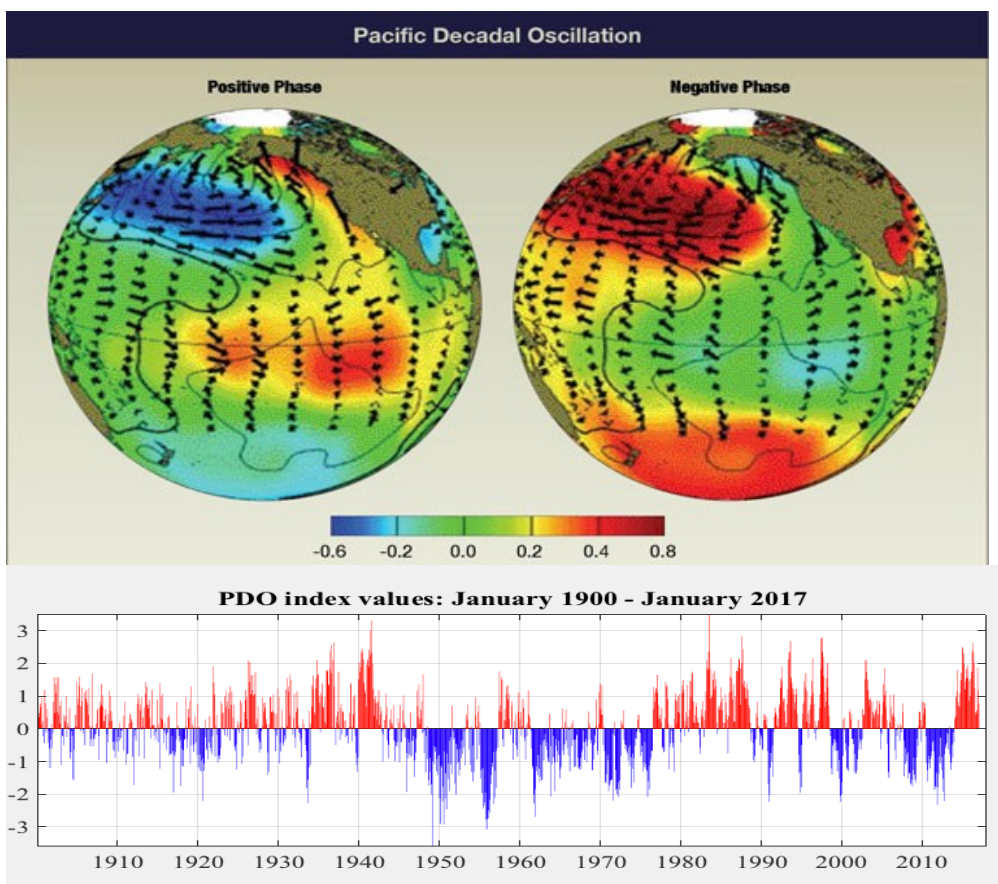 Pacific Decadal Oscillation
Positive Phase
Negative Phase
-0.6 -0.2 0.0 0.2 0.4 0.8
PDO index values: January 1900 - January 2017
3
2
1
0
-1
-2
-3
1910 1920 1930 1940 1950 1960 1970 1980 1990 2000 2010